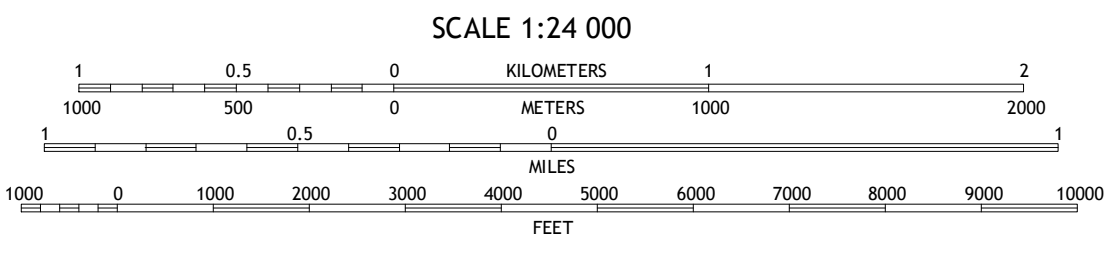 SCALE 1:24 000
1 0.5 0 KILOMETERS 1 2
1000 500 0 METERS 1000 2000
1 0.5 0 1
MILES
1000 0 1000 2000 3000 4000 5000 6000 7000 8000 9000 10000
FEET